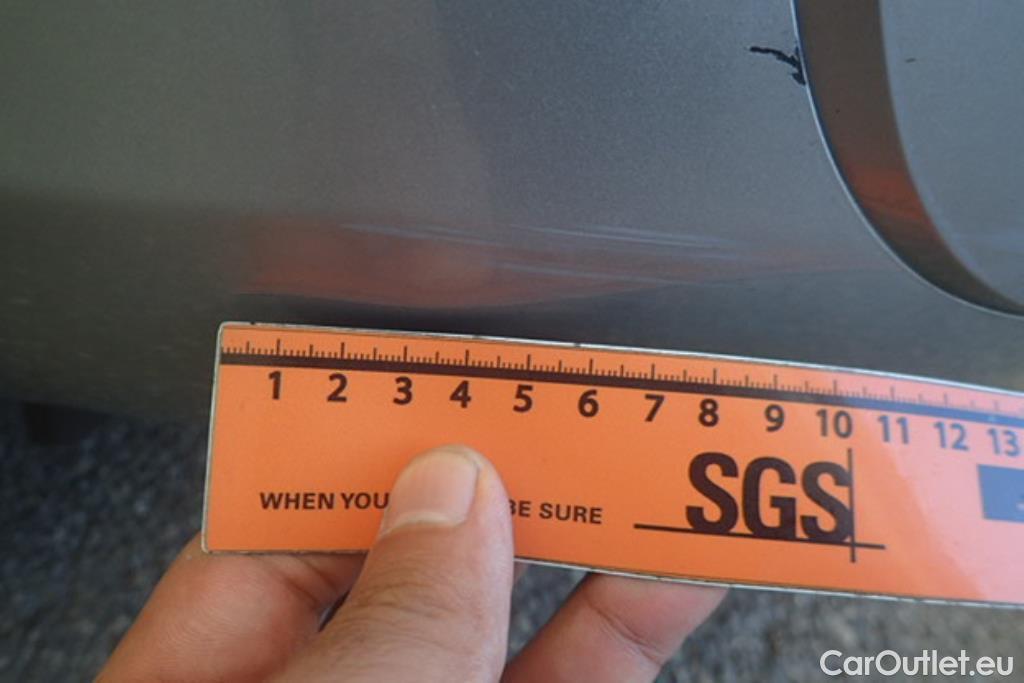 1 2 3 4 5 6 7 8 9 10 11 12 13
SGS
WHEN YOU BE SURE
CarOutlet.eu